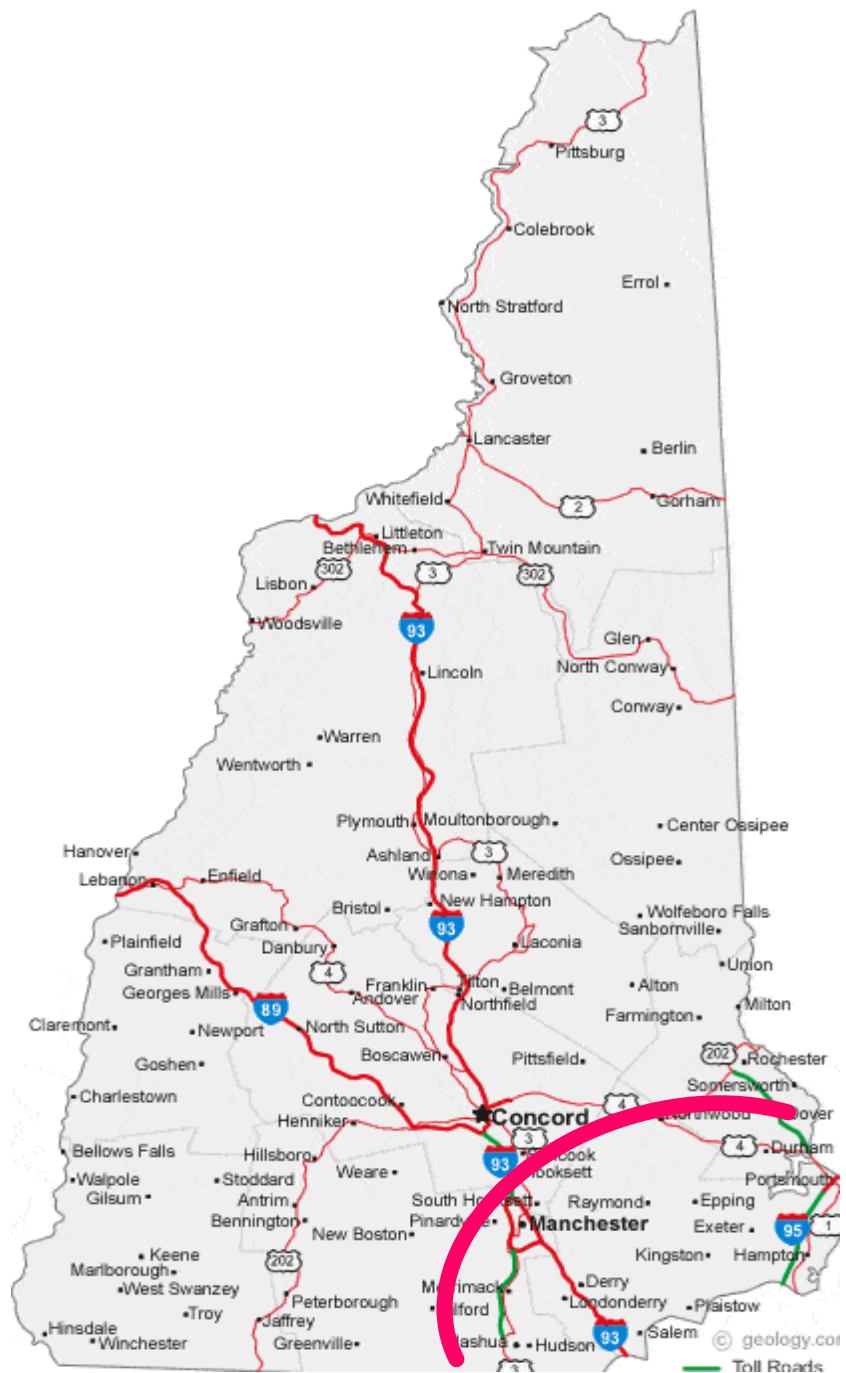 3
Pittsburg
Colebrook
Errol
North Stratford
Groveton
Lancaster
Berlin
Whitefield
2
Gorham
Littleton
Bethlehem
Twin Mountain
302
3
302
Lisbon
Woodsville
93
Glen
North Conway
Lincoln
Conway
Warren
Wentworth
Plymouth
Moultonborough
Center Ossipee
Hanover
Ashland
3
Ossipee
Lebanon
Enfield
Winona
Meredith
Bristol
New Hampton
Wolfeboro Falls
Grafton
93
Sanbornville
Plainfield
Danbury
Laconia
Grantham
4
Union
Georges Mills
Franklin
Tilton
Belmont
Alton
Andover
Northfield
Milton
89
Farmington
Claremont
Newport
North Sutton
Goshen
Boscawen
Pittsfield
202
Rochester
Somersworth
Charlestown
Contoocook
4
Henniker
Concord
Northwood
3
4
Durham
Bellows Falls
Hillsboro
93
Walpole
Stoddard
Weare
Portsmouth
Gilsum
Antrim
Raymond
Epping
Bennington
Pinardville
Manchester
Exeter
95
1
New Boston
Keene
202
Kingston
Hampton
Marlborough
West Swanzey
Derry
Troy
Peterborough
Londonderry
Plaistow
Hinsdale
Jaffrey
93
Salem
Winchester
Greenville
Hudson
© geology.com
3
Toll Roads